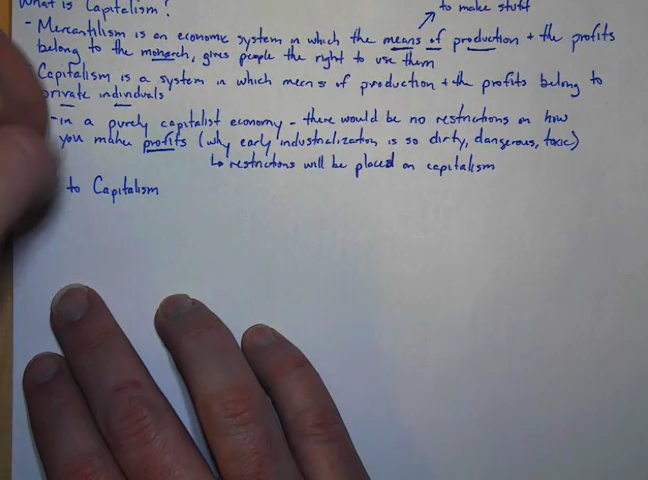 What is Capitalism?
to make stuff
- Mercantilism is an economic system in which the means of production + the profits
belong to the monarch, gives people the right to use them
Capitalism is a system in which means of production + the profits belong to
private individuals
- in a purely capitalist economy - there would be no restrictions on how
you make profits (why early industrialization is so dirty, dangerous, toxic)
↳ restrictions will be placed on capitalism
to Capitalism